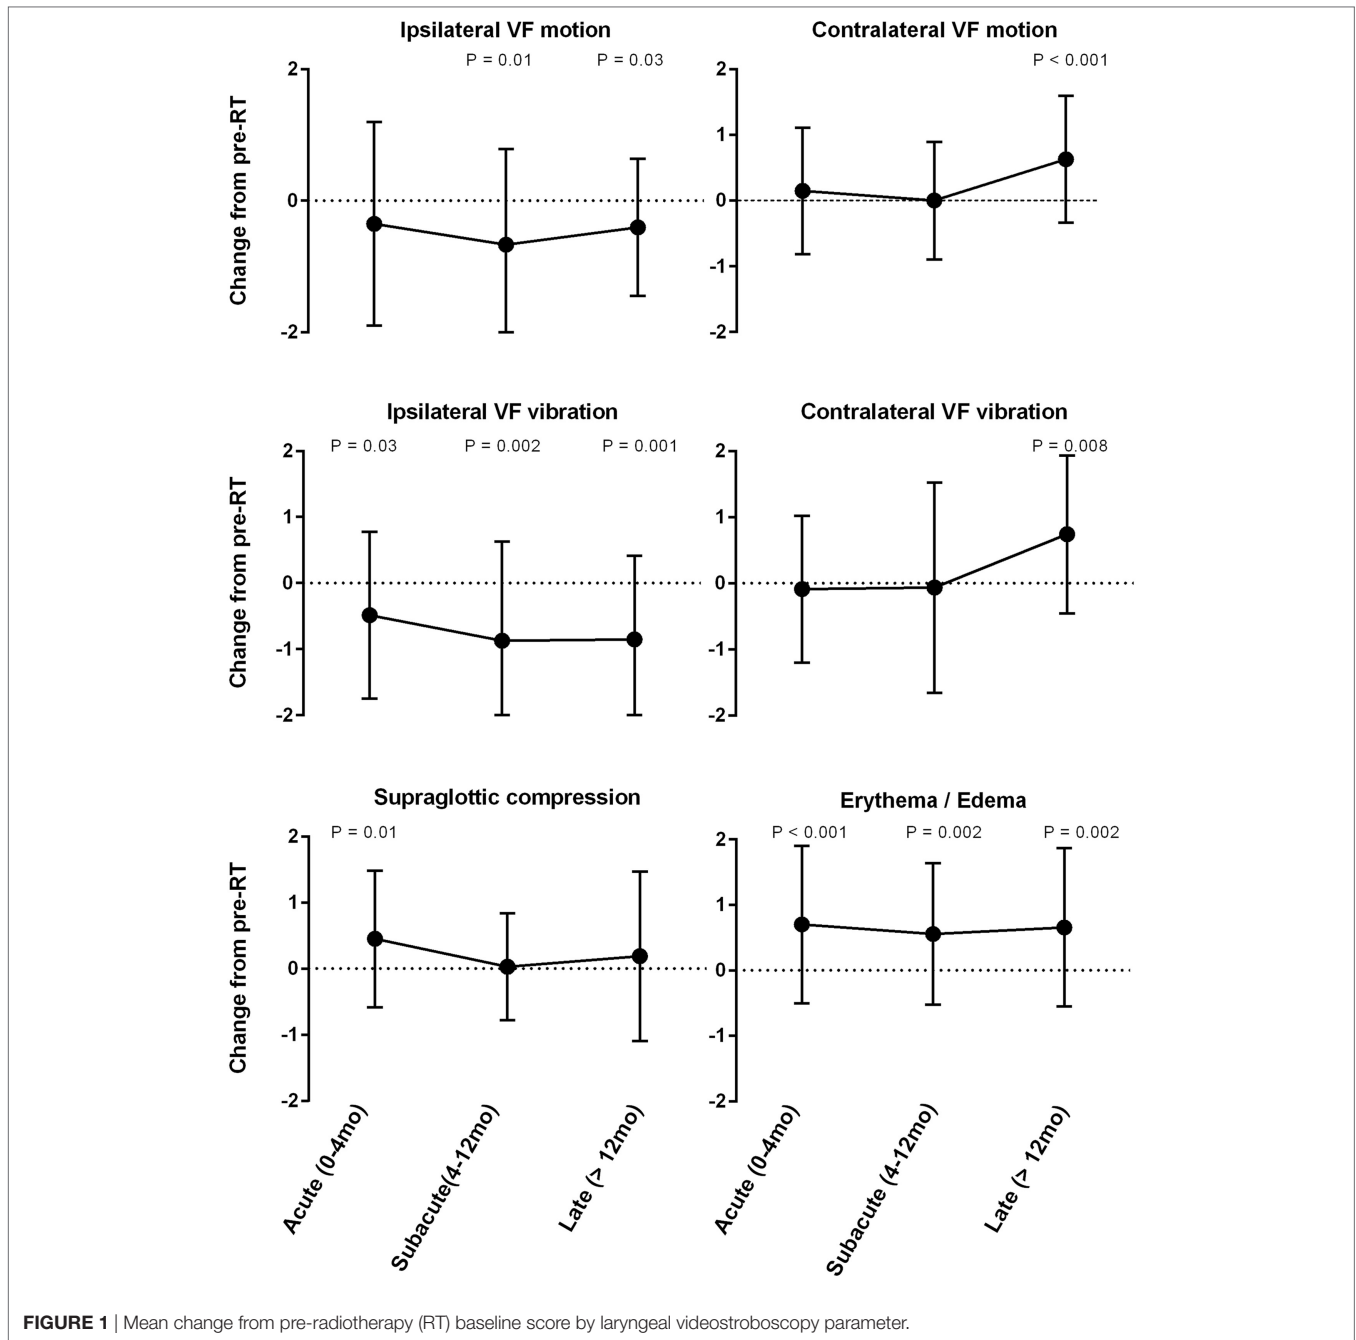 Ipsilateral VF motion
P = 0.01 P = 0.03
Change from pre-RT
2
0
-2
Contralateral VF motion
P < 0.001
2
1
0
-1
-2
Ipsilateral VF vibration
P = 0.03 P = 0.002 P = 0.001
Change from pre-RT
2
1
0
-1
-2
Contralateral VF vibration
P = 0.008
2
1
0
-1
-2
Supraglottic compression
P = 0.01
Change from pre-RT
2
1
0
-1
-2
Acute (0-4mo)
Subacute(4-12mo)
Late (> 12mo)
Erythema / Edema
P < 0.001 P = 0.002 P = 0.002
2
1
0
-1
-2
Acute (0-4mo)
Subacute (4-12mo)
Late (> 12mo)
FIGURE 1 | Mean change from pre-radiotherapy (RT) baseline score by laryngeal videostroboscopy parameter.